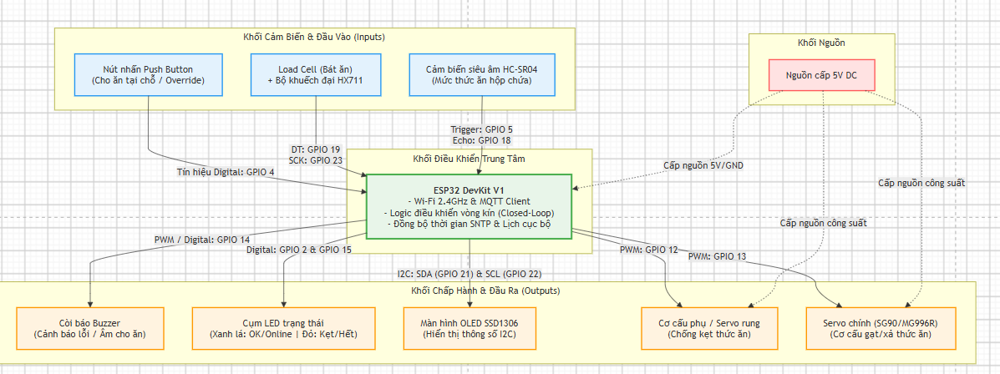 Khối Cảm Biến & Đầu Vào (Inputs)
Nút nhấn Push Button
(Cho ăn tại chỗ / Override)
Load Cell (Bát ăn)
+ Bộ khuếch đại HX711
Cảm biến siêu âm HC-SR04
(Mức thức ăn hộp chứa)
Khối Nguồn
Nguồn cấp 5V DC
Trigger: GPIO 5
Echo: GPIO 18
DT: GPIO 19
SCK: GPIO 23
Tín hiệu Digital: GPIO 4
Cấp nguồn 5V/GND
Cấp nguồn công suất
Cấp nguồn công suất
Khối Điều Khiển Trung Tâm
ESP32 DevKit V1
- Wi-Fi 2.4GHz & MQTT Client
- Logic điều khiển vòng kín (Closed-Loop)
- Đồng bộ thời gian SNTP & Lịch cục bộ
PWM / Digital: GPIO 14
Digital: GPIO 2 & GPIO 15
I2C: SDA (GPIO 21) & SCL (GPIO 22)
PWM: GPIO 12
PWM: GPIO 13
Khối Chấp Hành & Đầu Ra (Outputs)
Còi báo Buzzer
(Cảnh báo lỗi / Âm cho ăn)
Cụm LED trạng thái
(Xanh lá: OK/Online | Đỏ: Kẹt/Hết)
Màn hình OLED SSD1306
(Hiển thị thông số I2C)
Cơ cấu phụ / Servo rung
(Chống kẹt thức ăn)
Servo chính (SG90/MG996R)
(Cơ cấu gạt/xả thức ăn)